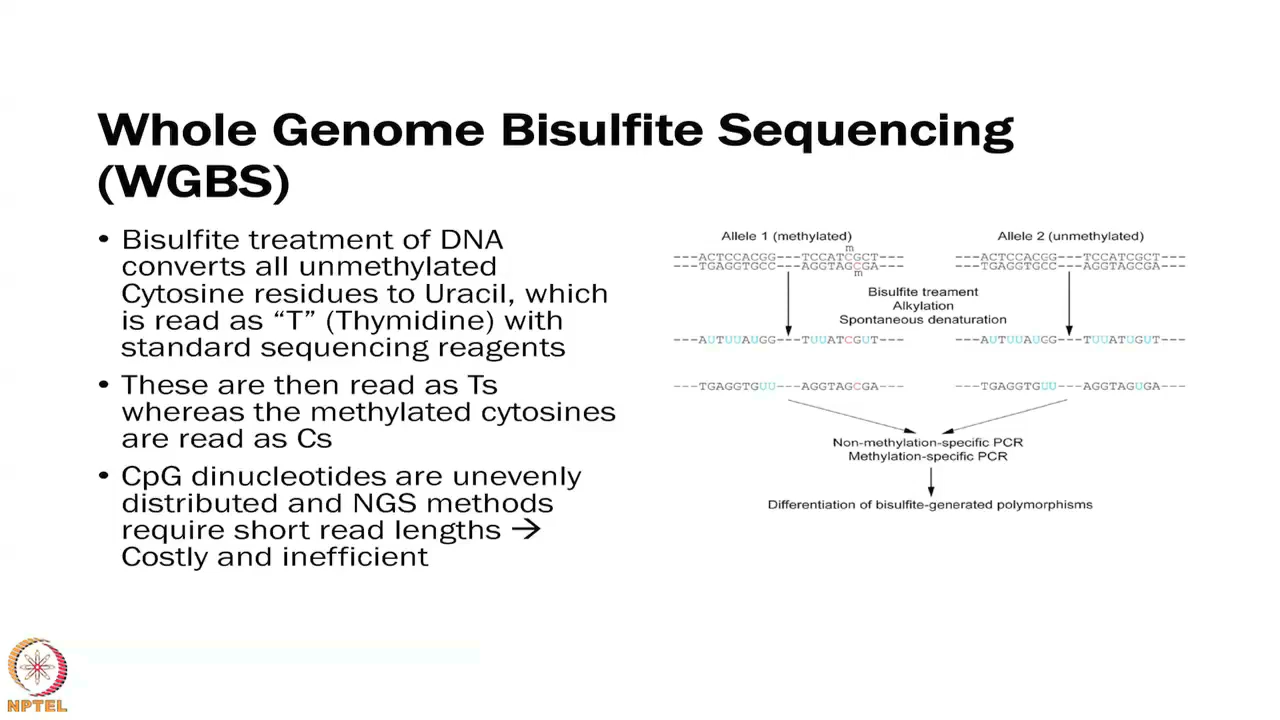 Whole Genome Bisulfite Sequencing
(WGBS)
• Bisulfite treatment of DNA
converts all unmethylated
Cytosine residues to Uracil, which
is read as “T” (Thymidine) with
standard sequencing reagents
• These are then read as Ts
whereas the methylated cytosines
are read as Cs
• CpG dinucleotides are unevenly
distributed and NGS methods
require short read lengths →
Costly and inefficient
Allele 1 (methylated)
m
---ACTCCACGG---TCCATCGCT---
---TGAGGTGCC---AGGTAGCGA---
m
Allele 2 (unmethylated)
---ACTCCACGG---TCCATCGCT---
---TGAGGTGCC---AGGTAGCGA---
Bisulfite treament
Alkylation
Spontaneous denaturation
---AUTUUAUGG---TUUATCGUT---
---AUTUUAUGG---TUUATUGUT---
---TGAGGTGUU---AGGTAGCGA---
---TGAGGTGUU---AGGTAGUGA---
Non-methylation-specific PCR
Methylation-specific PCR
Differentiation of bisulfite-generated polymorphisms
NPTEL